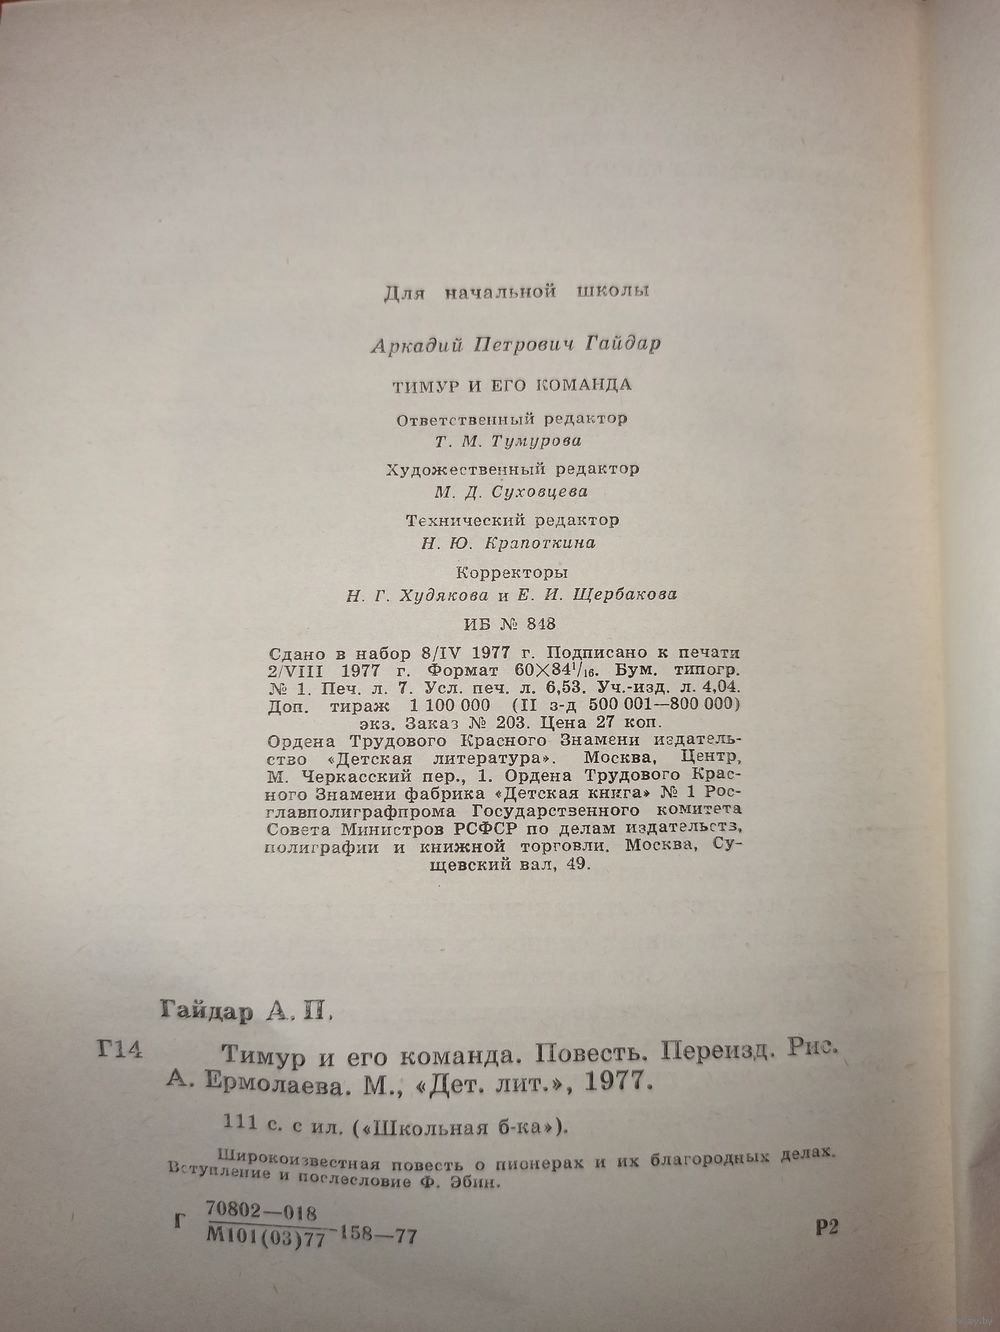 Для начальной школы
Аркадий Петрович Гайдар
ТИМУР И ЕГО КОМАНДА
Ответственный редактор
Т. М. Тумурова
Художественный редактор
М. Д. Суховцева
Технический редактор
Н. Ю. Крапоткина
Корректоры
Н. Г. Худякова и Е. И. Щербакова
ИБ № 848
Сдано в набор 8/IV 1977 г. Подписано к печати
2/VIII 1977 г. Формат 60×84¹/₁₆. Бум. типогр.
№ 1. Печ. л. 7. Усл. печ. л. 6,53. Уч.-изд. л. 4,04.
Доп. тираж 1 100 000 (II з-д 500 001—800 000)
экз. Заказ № 203. Цена 27 коп.
Ордена Трудового Красного Знамени издатель-
ство «Детская литература». Москва, Центр,
М. Черкасский пер., 1. Ордена Трудового Крас-
ного Знамени фабрика «Детская книга» № 1 Рос-
главполиграфпрома Государственного комитета
Совета Министров РСФСР по делам издательств,
полиграфии и книжной торговли. Москва, Су-
щевский вал, 49.
Гайдар А. П.
Г14 Тимур и его команда. Повесть. Переизд. Рис.
А. Ермолаева. М., «Дет. лит.», 1977.
111 с. с ил. («Школьная б-ка»).
Широкоизвестная повесть о пионерах и их благородных делах.
Вступление и послесловие Ф. Эбин.
70802—018
Г М101(03)77 158—77 Р2